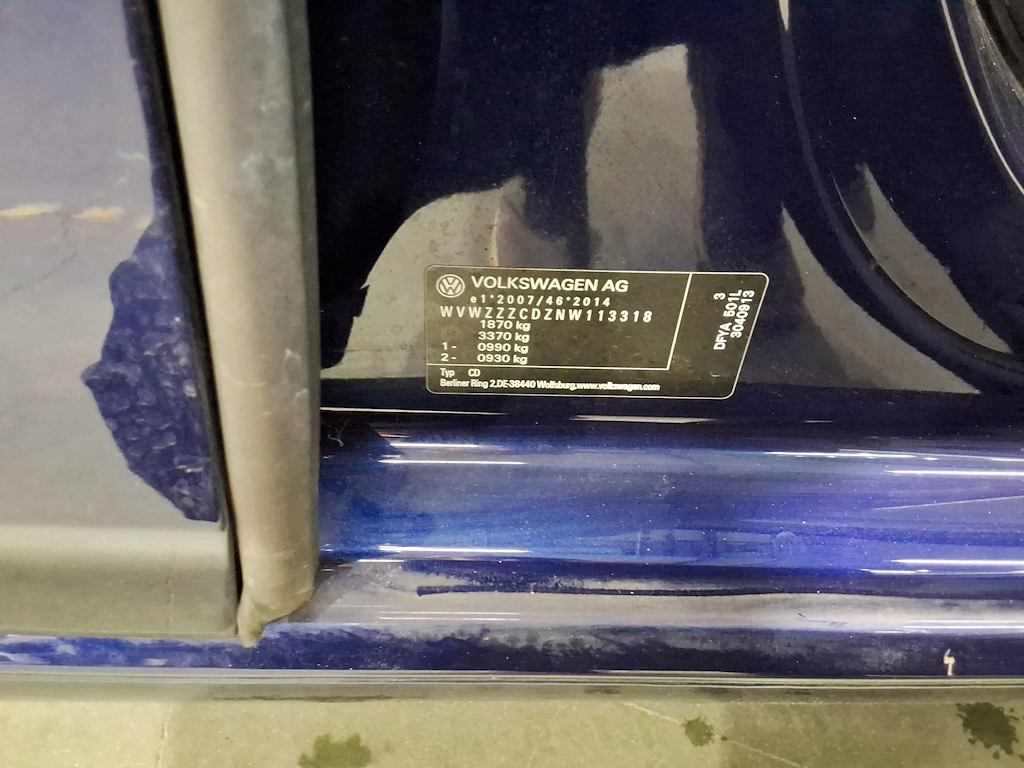 VOLKSWAGEN AG
e1*2007/46*2014
WVWZZZCDZNW113318
1870 kg
3370 kg
1 - 0990 kg
2 - 0930 kg
Typ CD
Berliner Ring 2,DE-38440 Wolfsburg,www.volkswagen.com
3
DFYA 501L
3040913